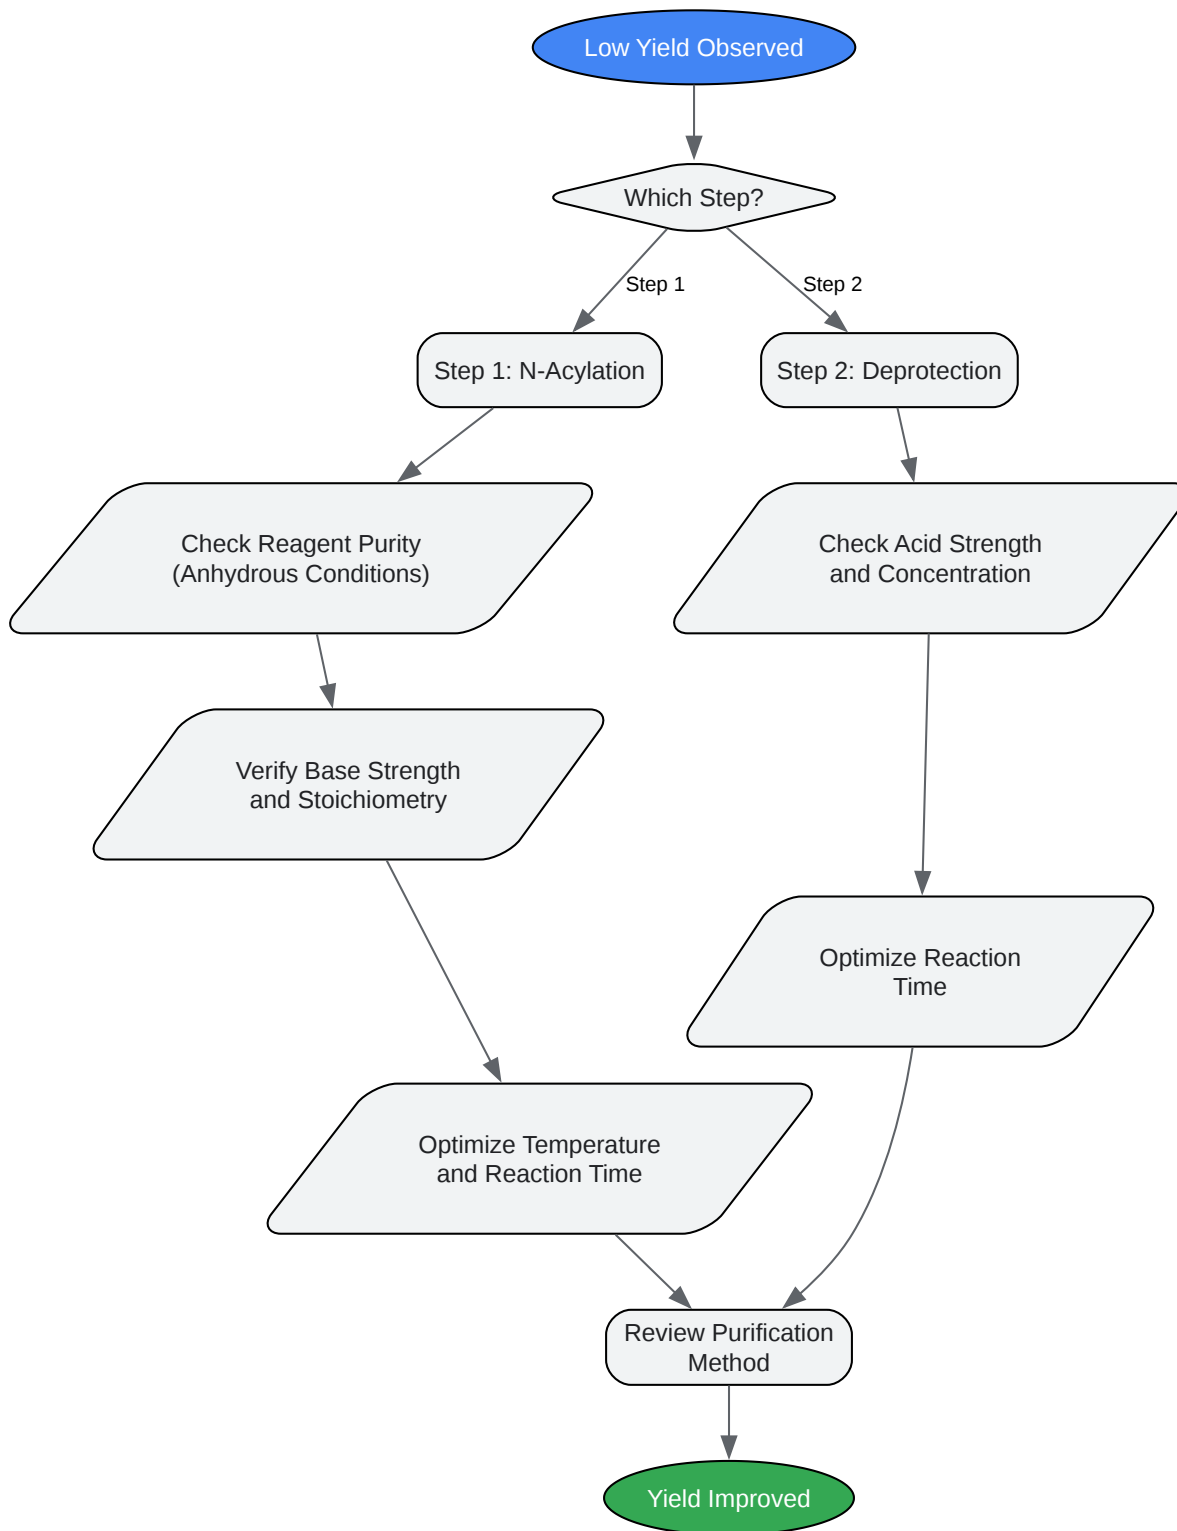 Low Yield Observed
Which Step?
Step 1
Step 2
Step 1: N-Acylation
Step 2: Deprotection
Check Reagent Purity
(Anhydrous Conditions)
Check Acid Strength
and Concentration
Verify Base Strength
and Stoichiometry
Optimize Reaction
Time
Optimize Temperature
and Reaction Time
Review Purification
Method
Yield Improved